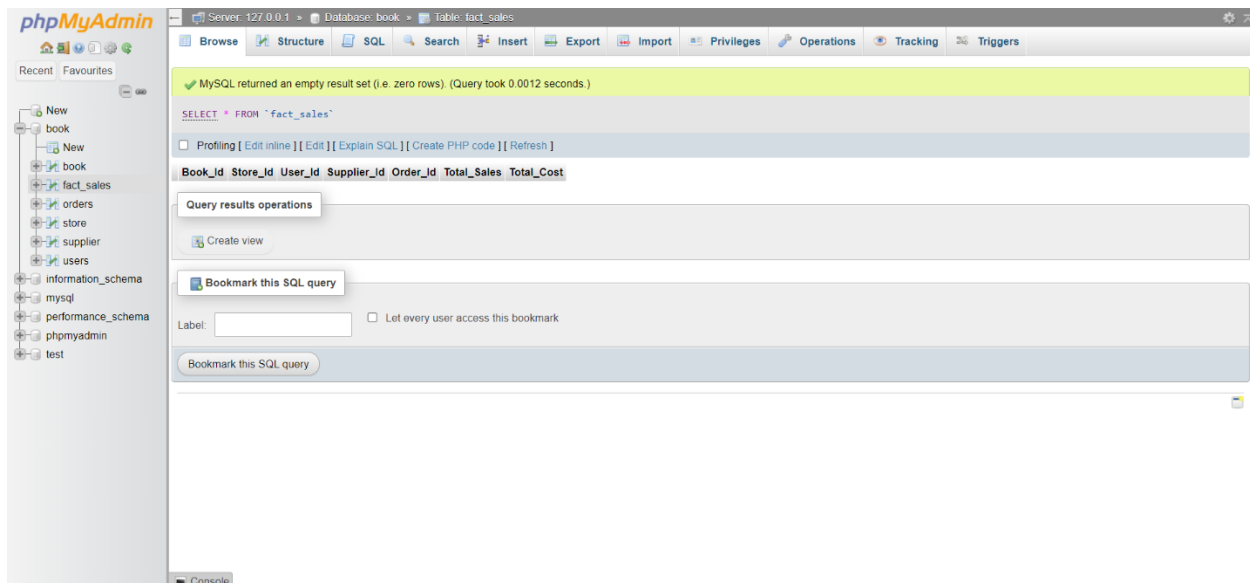 phpMyAdmin
Recent Favourites
New
book
New
book
fact_sales
orders
store
supplier
users
information_schema
mysql
performance_schema
phpmyadmin
test
Server: 127.0.0.1 » Database: book » Table: fact_sales
Browse Structure SQL Search Insert Export Import Privileges Operations Tracking Triggers
MySQL returned an empty result set (i.e. zero rows). (Query took 0.0012 seconds.)
SELECT * FROM `fact_sales`
Profiling [ Edit inline ] [ Edit ] [ Explain SQL ] [ Create PHP code ] [ Refresh ]
Book_Id Store_Id User_Id Supplier_Id Order_Id Total_Sales Total_Cost
Query results operations
Create view
Bookmark this SQL query
Label: Let every user access this bookmark
Bookmark this SQL query
Console